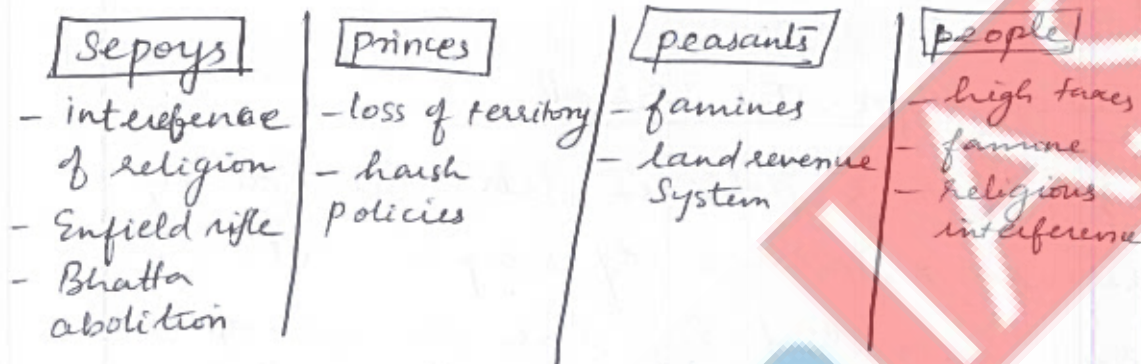 Sepoys
- interefenae
of religion
- Enfield rifle
- Bhatta
abolition
Princes
- loss of territory
- harsh
policies
peasants
- famines
- land revenue
System
people
- high taxes
- famine
- religious
interference
IA